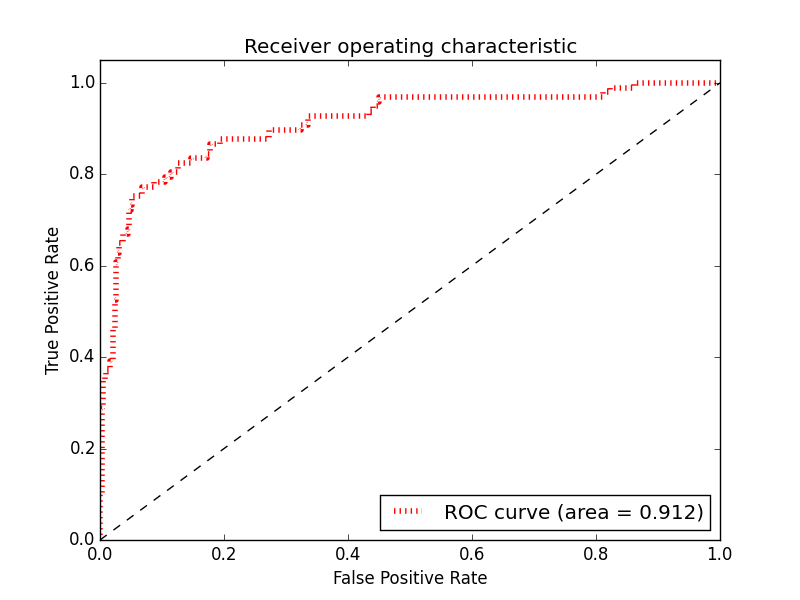 Receiver operating characteristic
1.0
0.8
0.6
0.4
0.2
0.0
True Positive Rate
ROC curve (area = 0.912)
0.0 0.2 0.4 0.6 0.8 1.0
False Positive Rate